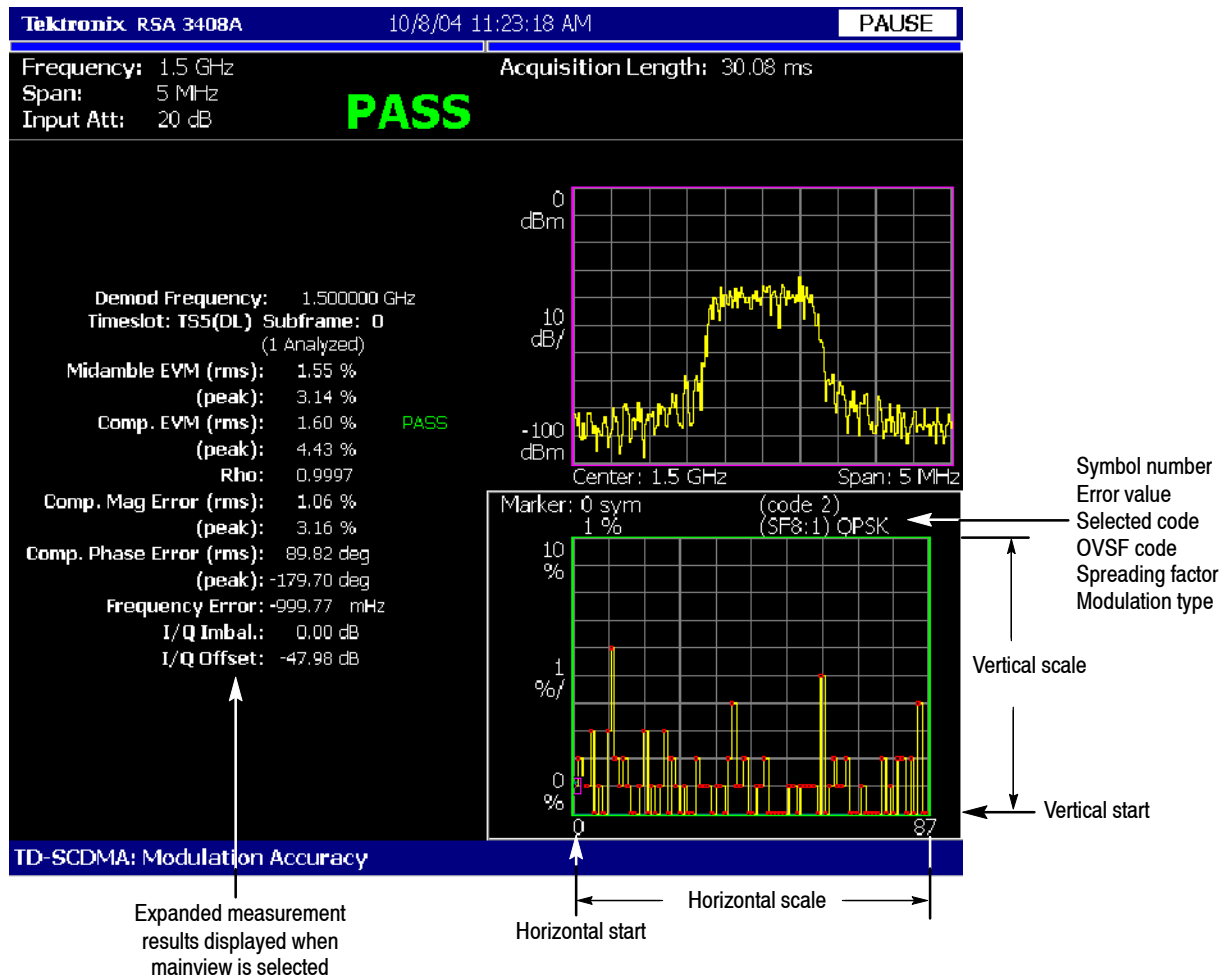 Tektronix RSA 3408A 10/8/04 11:23:18 AM PAUSE
Frequency: 1.5 GHz Acquisition Length: 30.08 ms
Span: 5 MHz
Input Att: 20 dB
PASS
0
dBm
10
dB/
-100
dBm
Center: 1.5 GHz Span: 5 MHz
Demod Frequency: 1.500000 GHz
Timeslot: TS5(DL) Subframe: 0
(1 Analyzed)
Midamble EVM (rms): 1.55 %
(peak): 3.14 %
Comp. EVM (rms): 1.60 % PASS
(peak): 4.43 %
Rho: 0.9997
Comp. Mag Error (rms): 1.06 %
(peak): 3.16 %
Comp. Phase Error (rms): 89.82 deg
(peak): -179.70 deg
Frequency Error: -999.77 mHz
I/Q Imbal.: 0.00 dB
I/Q Offset: -47.98 dB
Marker: 0 sym (code 2)
1 % (SF8:1) QPSK
10
%
1
%/
0
%
0 87
Symbol number
Error value
Selected code
OVSF code
Spreading factor
Modulation type
Vertical scale
Vertical start
TD-SCDMA: Modulation Accuracy
Horizontal scale
Horizontal start
Expanded measurement
results displayed when
mainview is selected